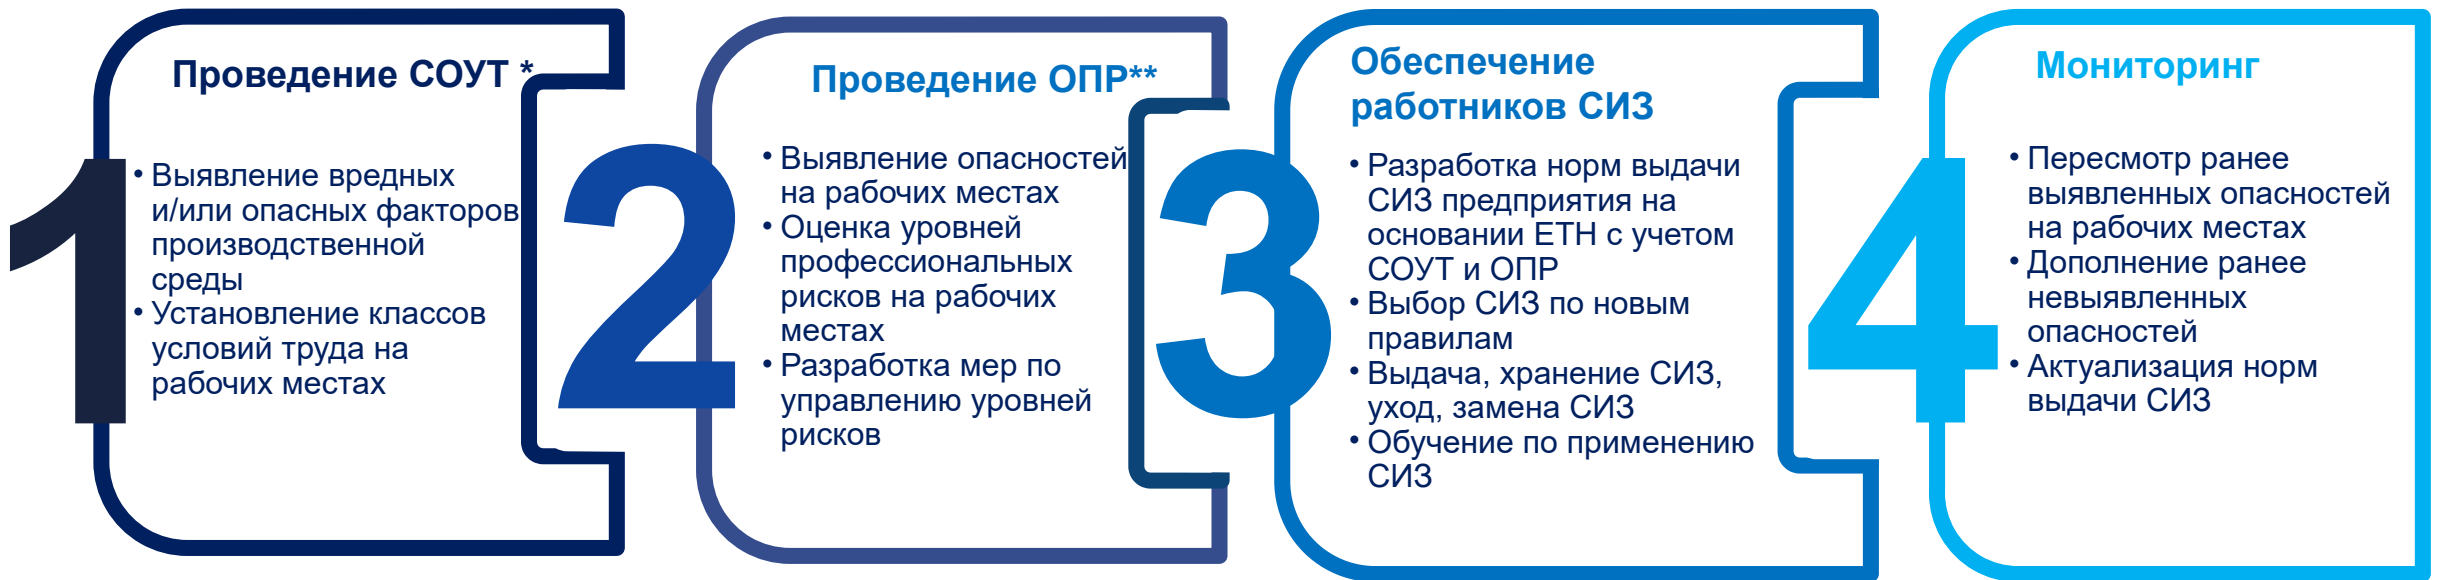 1
Проведение СОУТ *
• Выявление вредных
и/или опасных факторов
производственной
среды
• Установление классов
условий труда на
рабочих местах
2
Проведение ОПР**
• Выявление опасностей
на рабочих местах
• Оценка уровней
профессиональных
рисков на рабочих
местах
• Разработка мер по
управлению уровней
рисков
3
Обеспечение
работников СИЗ
• Разработка норм выдачи
СИЗ предприятия на
основании ЕТН с учетом
СОУТ и ОПР
• Выбор СИЗ по новым
правилам
• Выдача, хранение СИЗ,
уход, замена СИЗ
• Обучение по применению
СИЗ
4
Мониторинг
• Пересмотр ранее
выявленных опасностей
на рабочих местах
• Дополнение ранее
невыявленных
опасностей
• Актуализация норм
выдачи СИЗ